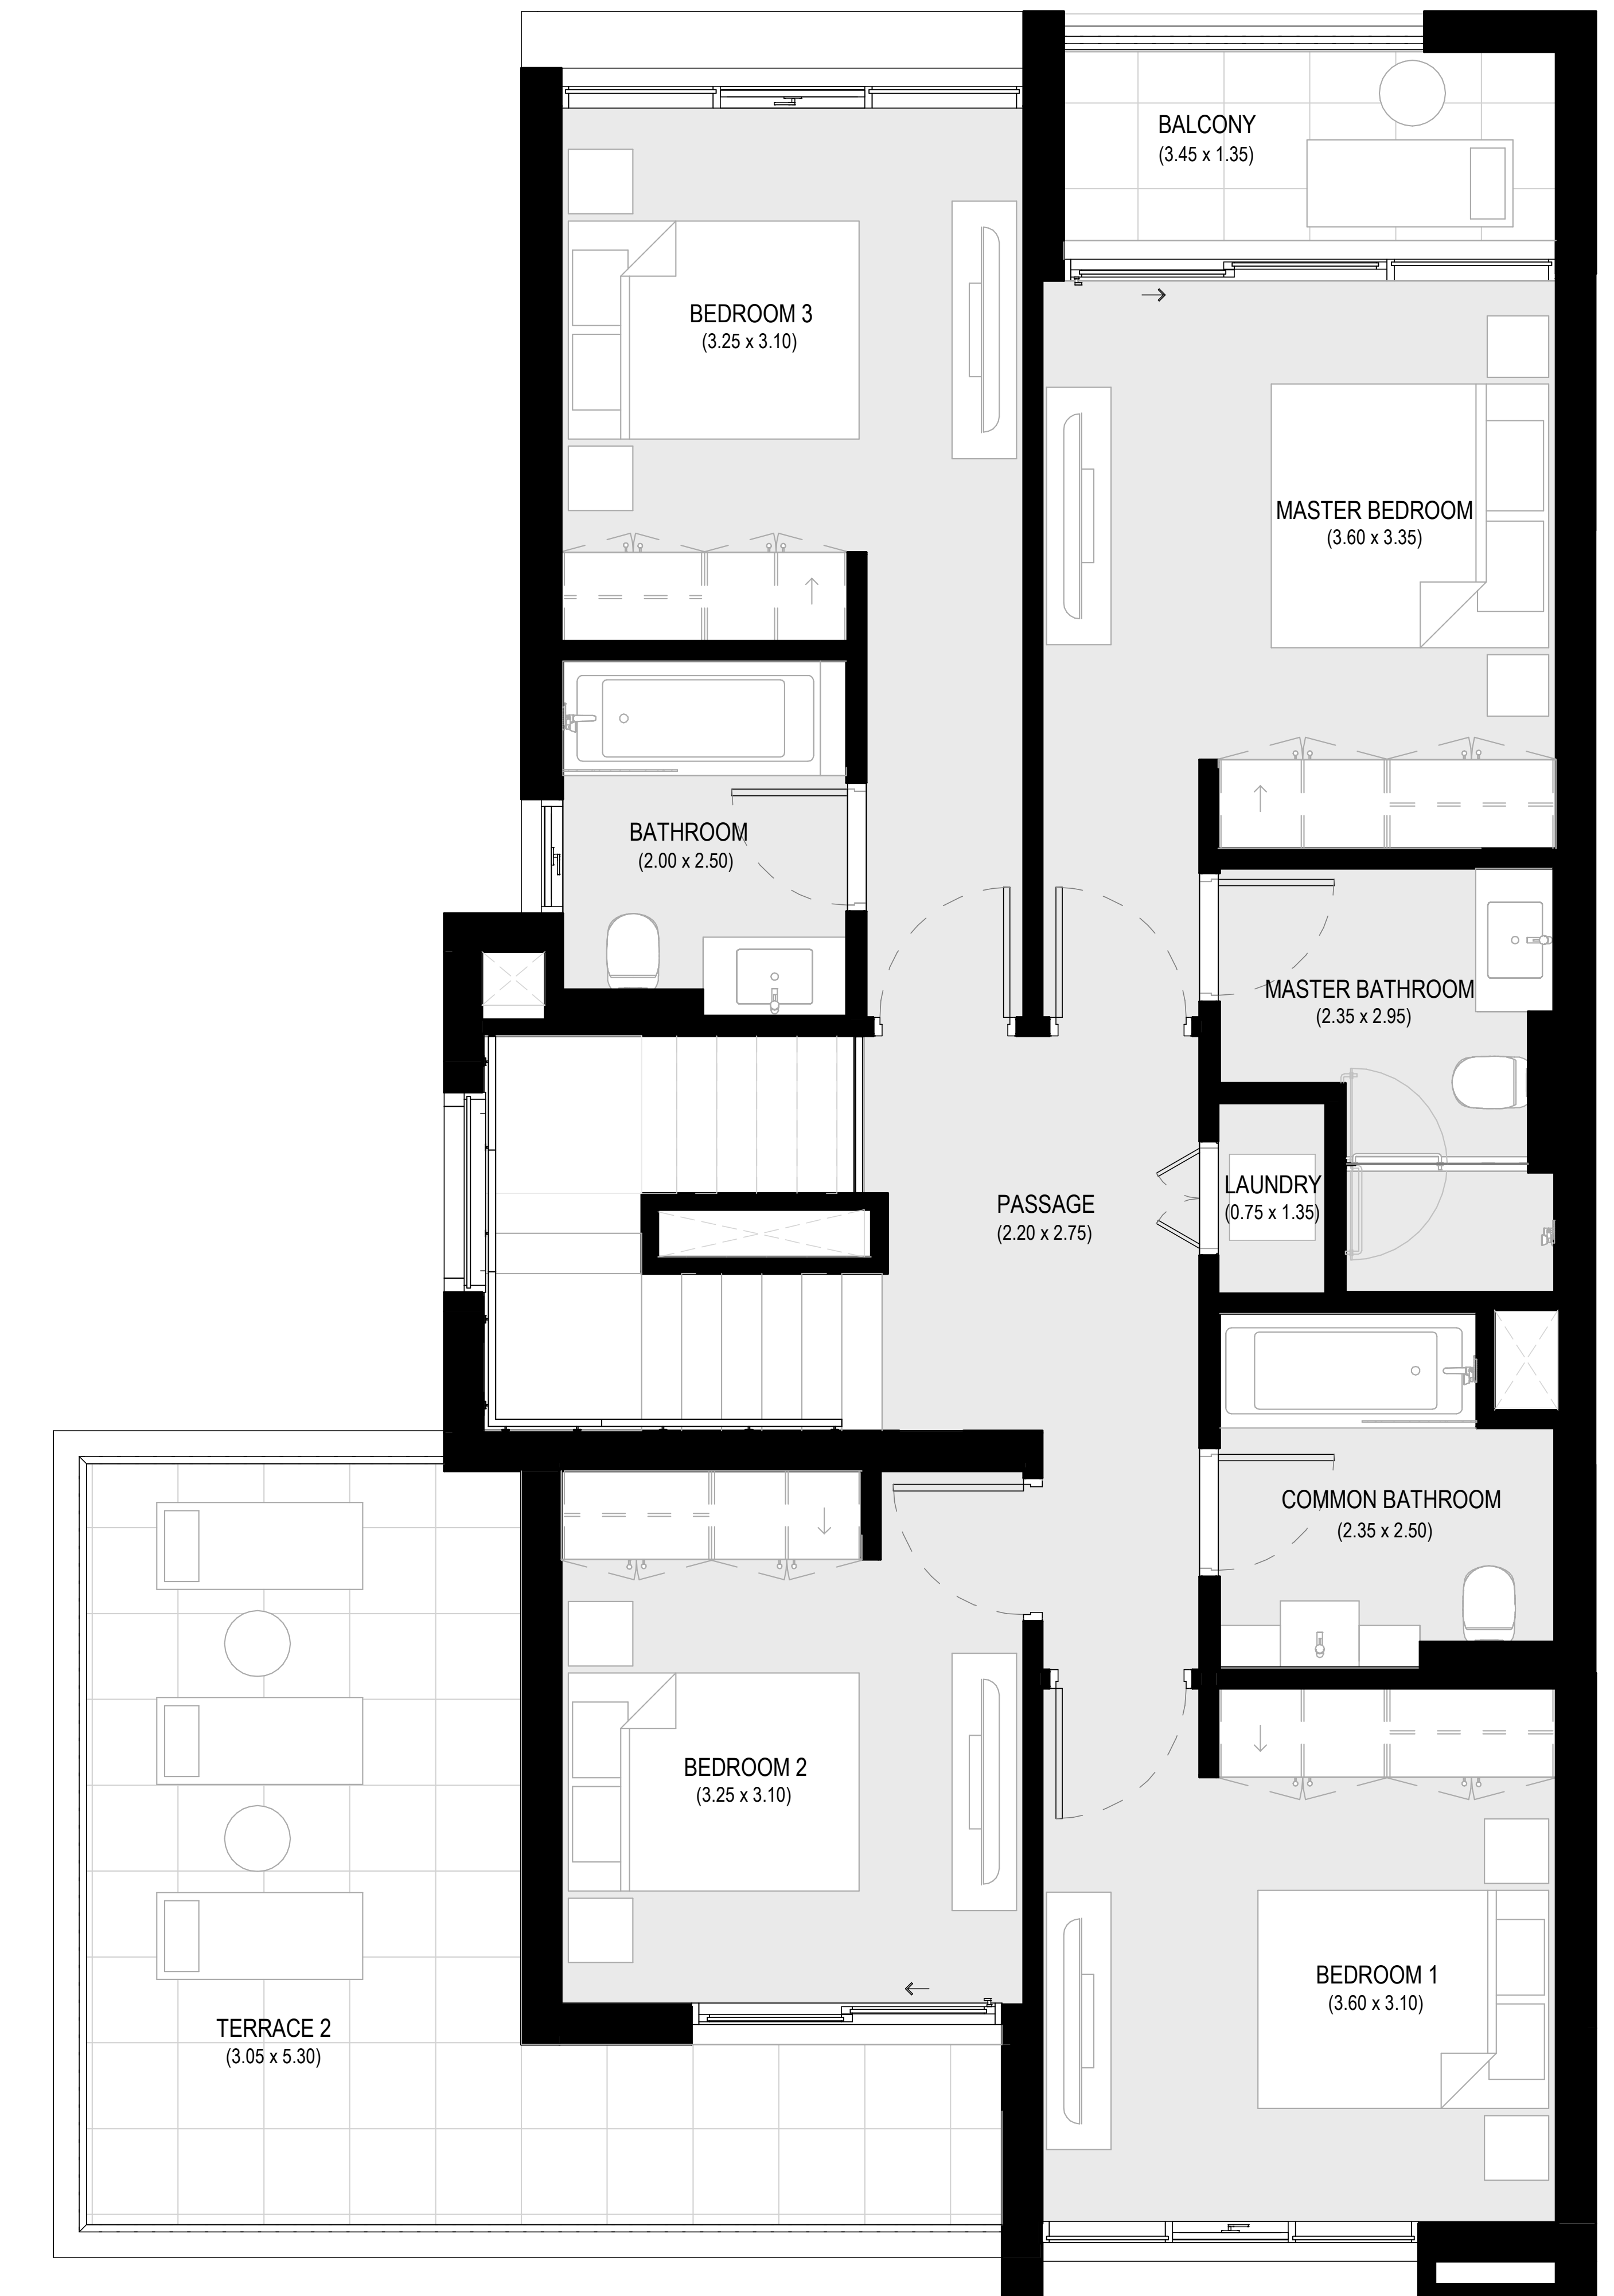 BALCONY
(3.45 x 1.35)
BEDROOM 3
(3.25 x 3.10)
MASTER BEDROOM
(3.60 x 3.35)
BATHROOM
(2.00 x 2.50)
MASTER BATHROOM
(2.35 x 2.95)
PASSAGE
(2.20 x 2.75)
LAUNDRY
(0.75 x 1.35)
COMMON BATHROOM
(2.35 x 2.50)
BEDROOM 2
(3.25 x 3.10)
BEDROOM 1
(3.60 x 3.10)
TERRACE 2
(3.05 x 5.30)